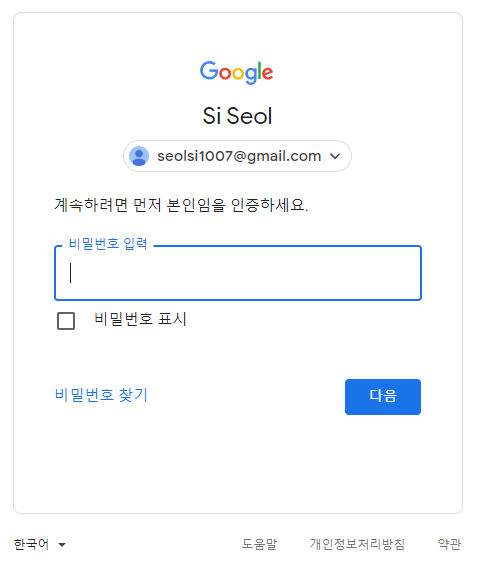 Google
Si Seol
seolsi1007@gmail.com
계속하려면 먼저 본인임을 인증하세요.
비밀번호 입력
비밀번호 표시
비밀번호 찾기 다음
한국어 도움말 개인정보처리방침 약관